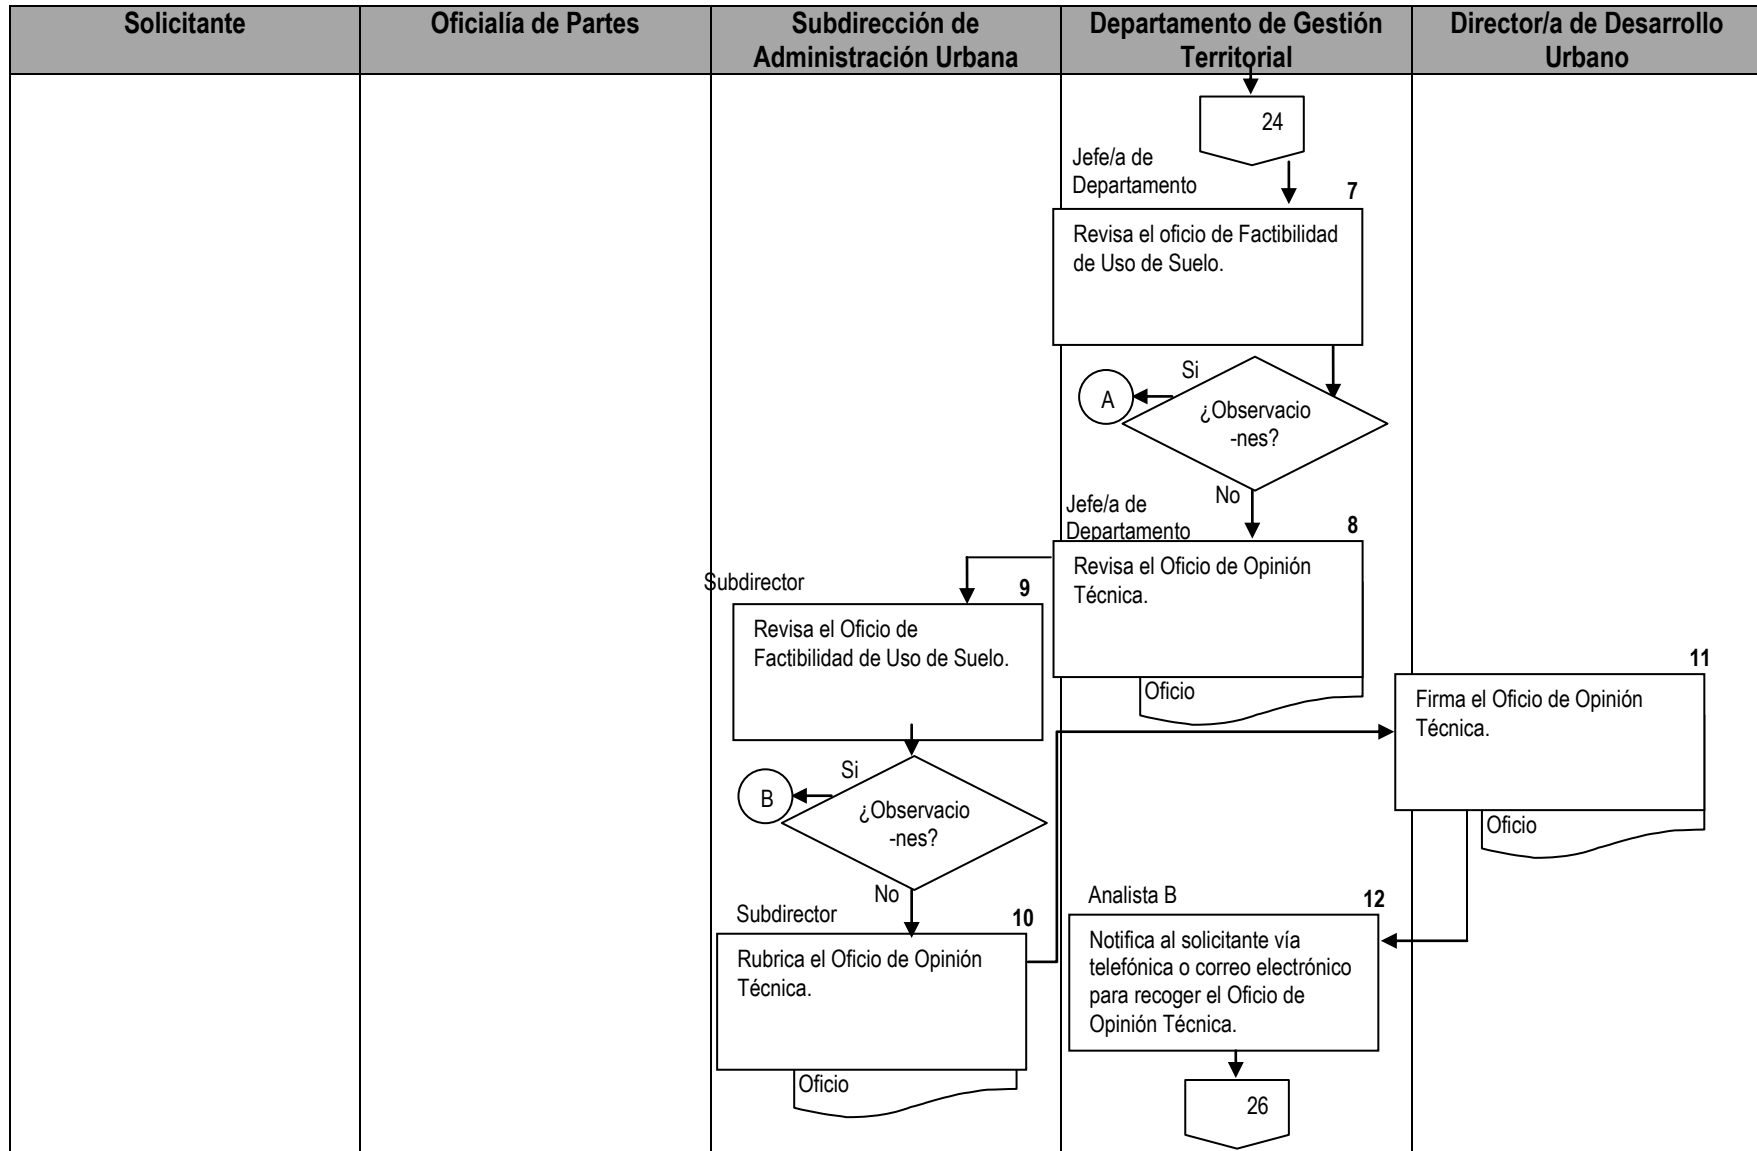 Solicitante
Oficialía de Partes
Subdirección de
Administración Urbana
Departamento de Gestión
Territorial
Director/a de Desarrollo
Urbano
24
Jefe/a de
Departamento
7
Revisa el oficio de Factibilidad
de Uso de Suelo.
Si
A
¿Observacio
-nes?
No
Jefe/a de
Departamento
8
Revisa el Oficio de Opinión
Técnica.
Oficio
Subdirector
9
Revisa el Oficio de
Factibilidad de Uso de Suelo.
Si
B
¿Observacio
-nes?
No
Subdirector
10
Rubrica el Oficio de Opinión
Técnica.
Oficio
11
Firma el Oficio de Opinión
Técnica.
Oficio
Analista B
12
Notifica al solicitante vía
telefónica o correo electrónico
para recoger el Oficio de
Opinión Técnica.
26